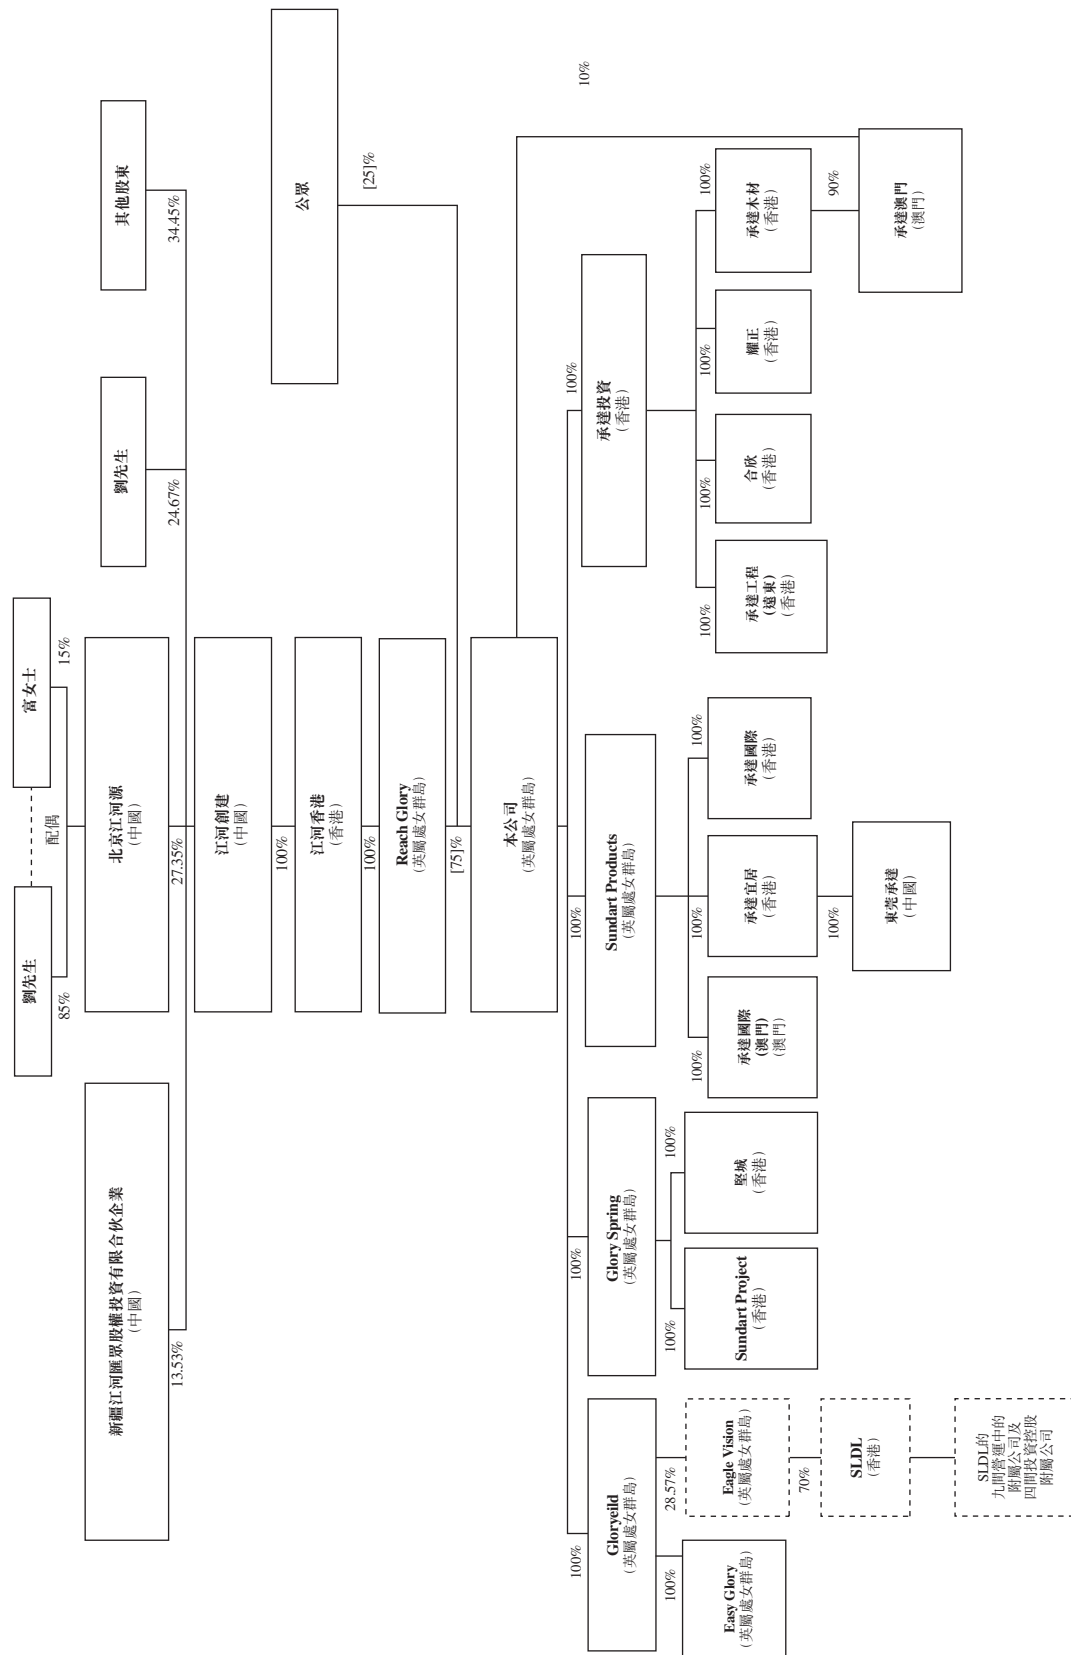 劉先生
富女士
配偶
85%
15%
新疆江河匯眾股權投資有限合伙企業
(中國)
北京江河源
(中國)
劉先生
其他股東
13.53%
27.35%
24.67%
34.45%
江河創建
(中國)
100%
江河香港
(香港)
公眾
100%
Reach Glory
(英屬處女群島)
[75]%
[25]%
本公司
(英屬處女群島)
100%
100%
100%
100%
10%
Gloryeild
(英屬處女群島)
Glory Spring
(英屬處女群島)
Sundart Products
(英屬處女群島)
承達投資
(香港)
100%
28.57%
100%
100%
100%
100%
100%
100%
100%
100%
100%
Easy Glory
(英屬處女群島)
Eagle Vision
(英屬處女群島)
Sundart Project
(香港)
堅城
(香港)
承達國際
(澳門)
(澳門)
承達宜居
(香港)
承達國際
(香港)
承達工程
(遠東)
(香港)
合欣
(香港)
耀正
(香港)
承達木材
(香港)
70%
100%
90%
SLDL
(香港)
東莞承達
(中國)
承達澳門
(澳門)
SLDL的
九間營運中的
附屬公司及
四間投資控股
附屬公司